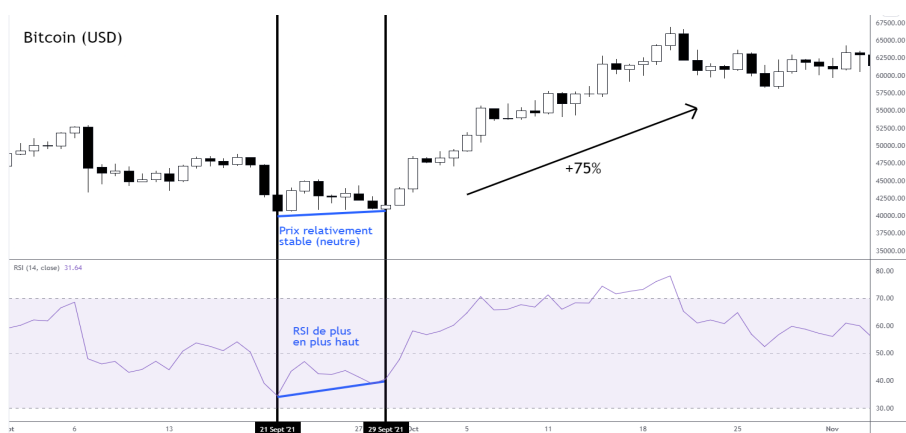 Bitcoin (USD)
67500.00
65000.00
62500.00
60000.00
57500.00
55000.00
52500.00
50000.00
47500.00
45000.00
42500.00
40000.00
37500.00
35000.00
+75%
Prix relativement
stable (neutre)
RSI (14, close) 31.64
80.00
70.00
60.00
50.00
40.00
30.00
RSI de plus
en plus haut
6
13
21 Sept '21
27
29 Sept '21
Oct
5
11
18
25
Nov